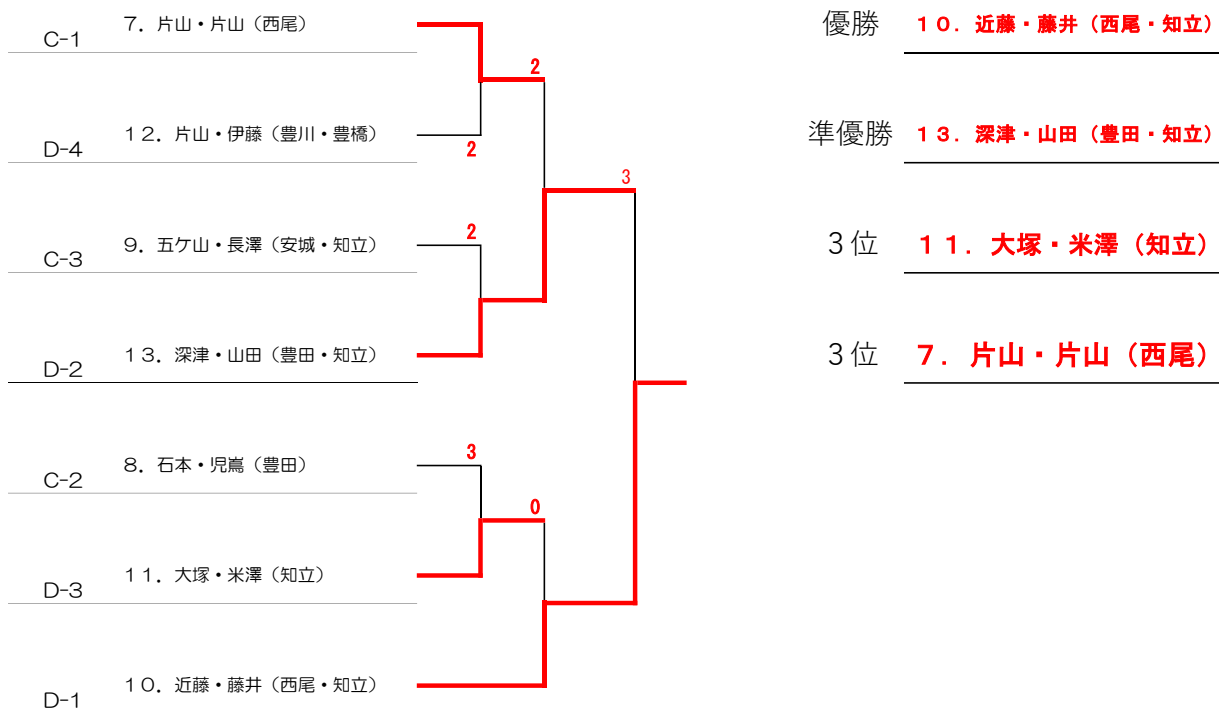 7．片山・片山（西尾）
C-1
2
12．片山・伊藤（豊川・豊橋）
D-4
2
3
9．五ケ山・長澤（安城・知立）
C-3
2
13．深津・山田（豊田・知立）
D-2
8．石本・児嶌（豊田）
C-2
3
0
11．大塚・米澤（知立）
D-3
10．近藤・藤井（西尾・知立）
D-1
優勝 10．近藤・藤井（西尾・知立）
準優勝 13．深津・山田（豊田・知立）
3位 11．大塚・米澤（知立）
3位 7．片山・片山（西尾）